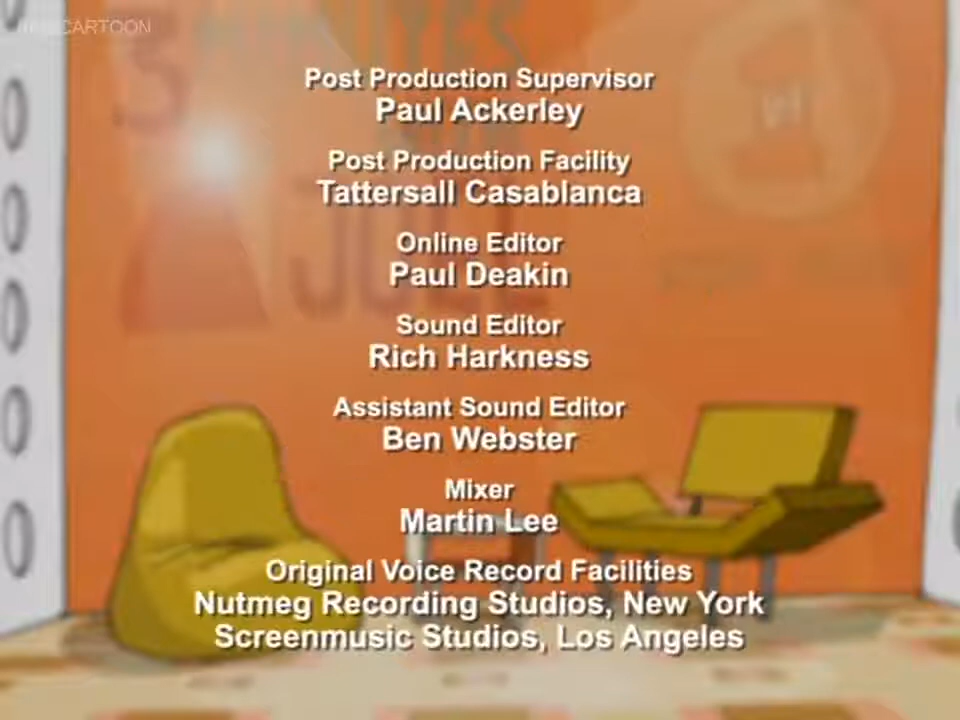 Post Production Supervisor
Paul Ackerley
Post Production Facility
Tattersall Casablanca
Online Editor
Paul Deakin
Sound Editor
Rich Harkness
Assistant Sound Editor
Ben Webster
Mixer
Martin Lee
Original Voice Record Facilities
Nutmeg Recording Studios, New York
Screenmusic Studios, Los Angeles